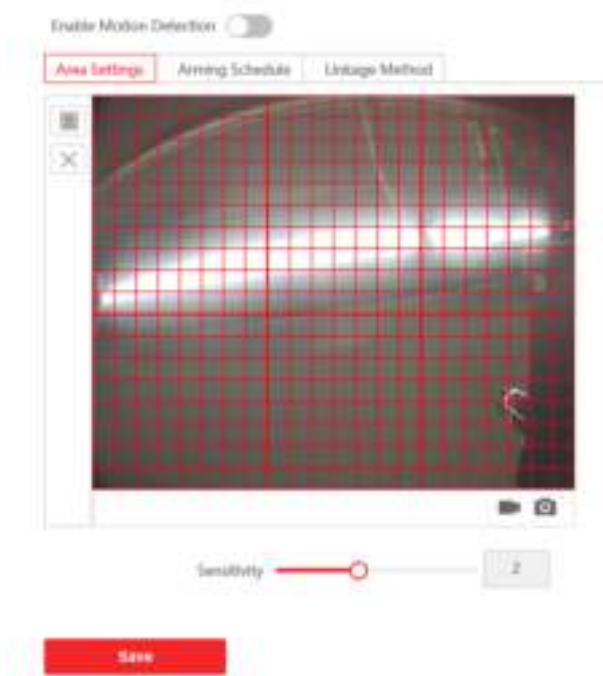 Enable Motion Detection
Area Settings Arming Schedule Linkage Method
Sensitivity 2
Save